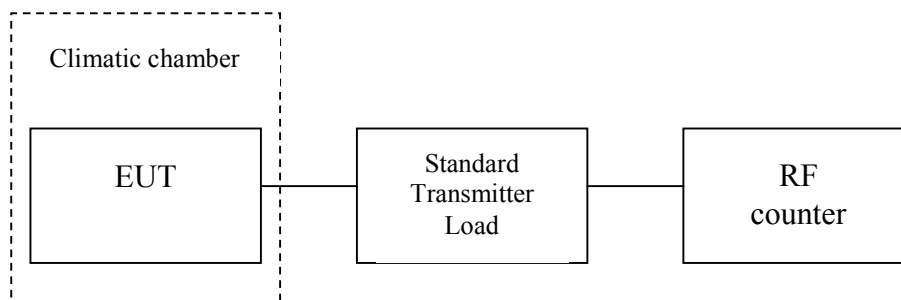 Climatic chamber
EUT
Standard
Transmitter
Load
RF
counter